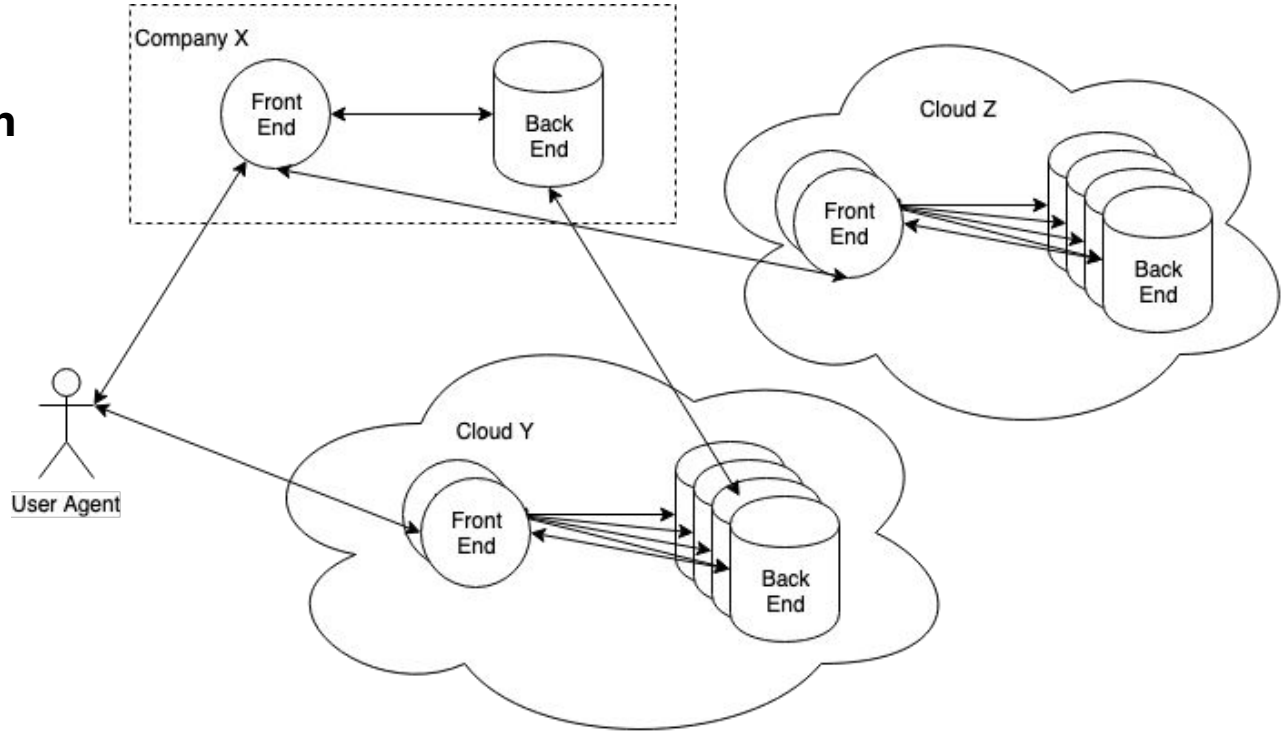 Company X
Front
End
Back
End
n
Cloud Z
Front
End
Back
End
User Agent
Cloud Y
Front
End
Back
End